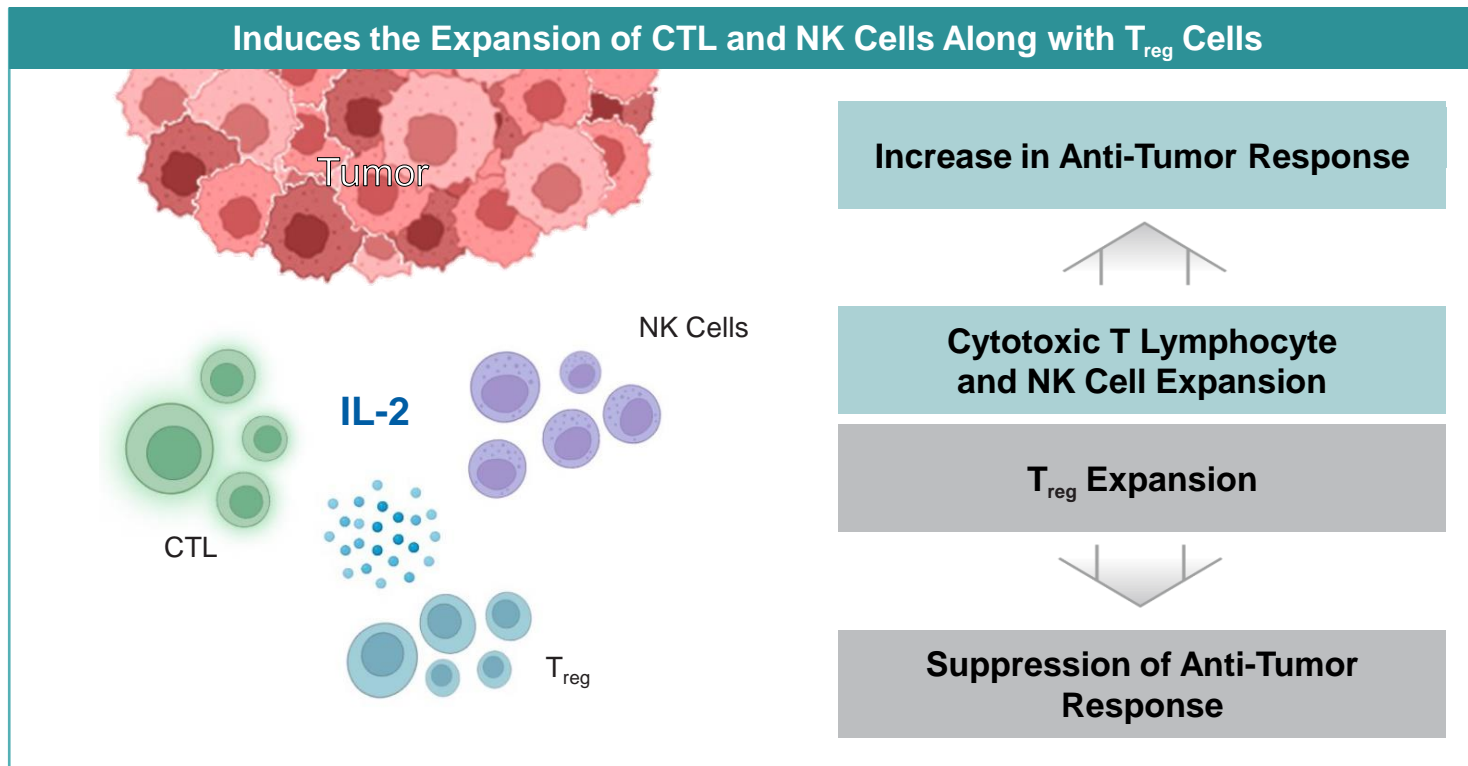 Induces the Expansion of CTL and NK Cells Along with Treg Cells
Tumor
NK Cells
IL-2
CTL
Treg
Increase in Anti-Tumor Response
Cytotoxic T Lymphocyte
and NK Cell Expansion
Treg Expansion
Suppression of Anti-Tumor
Response